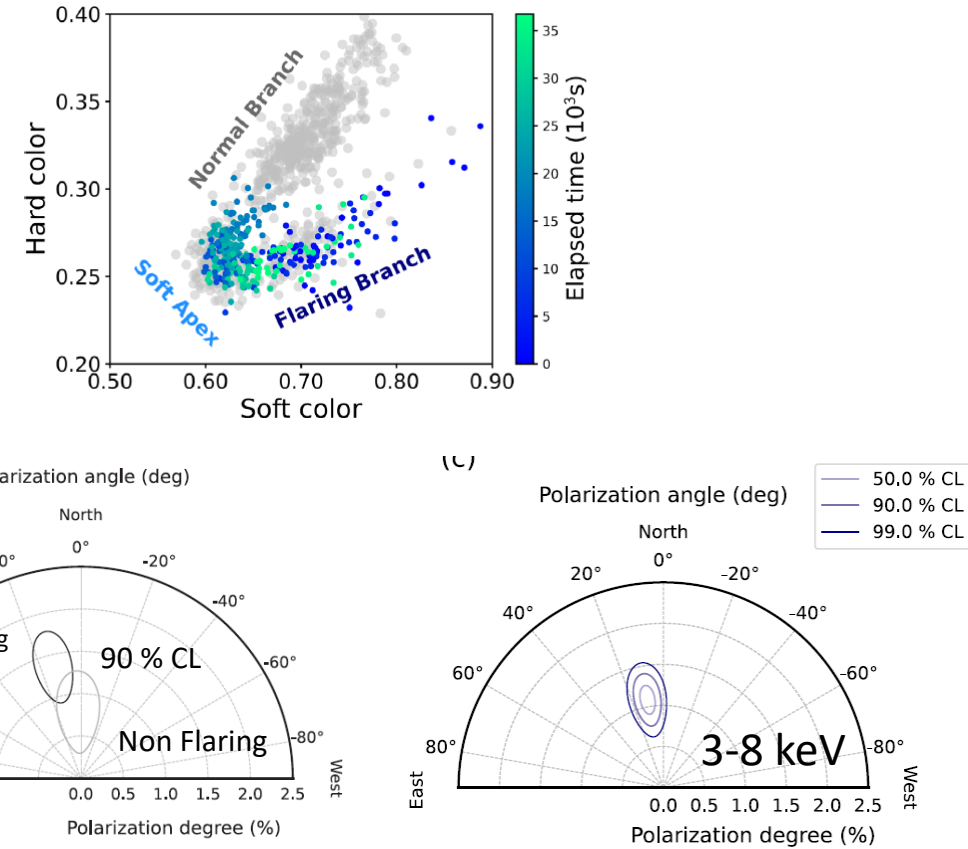 0.40
0.35
0.30
0.25
0.20
Hard color
Normal Branch
Soft Apex
Flaring Branch
0.50 0.60 0.70 0.80 0.90
Soft color
35
30
25
20
15
10
5
0
Elapsed time (10³s)
arization angle (deg)
North
0° 0° -20°
-40°
-60°
-80°
g
90 % CL
Non Flaring
West
0.0 0.5 1.0 1.5 2.0 2.5
Polarization degree (%)
(C)
50.0 % CL
90.0 % CL
99.0 % CL
Polarization angle (deg)
North
20° 0° -20°
40° -40°
60° -60°
80° -80°
3-8 keV
East
West
0.0 0.5 1.0 1.5 2.0 2.5
Polarization degree (%)